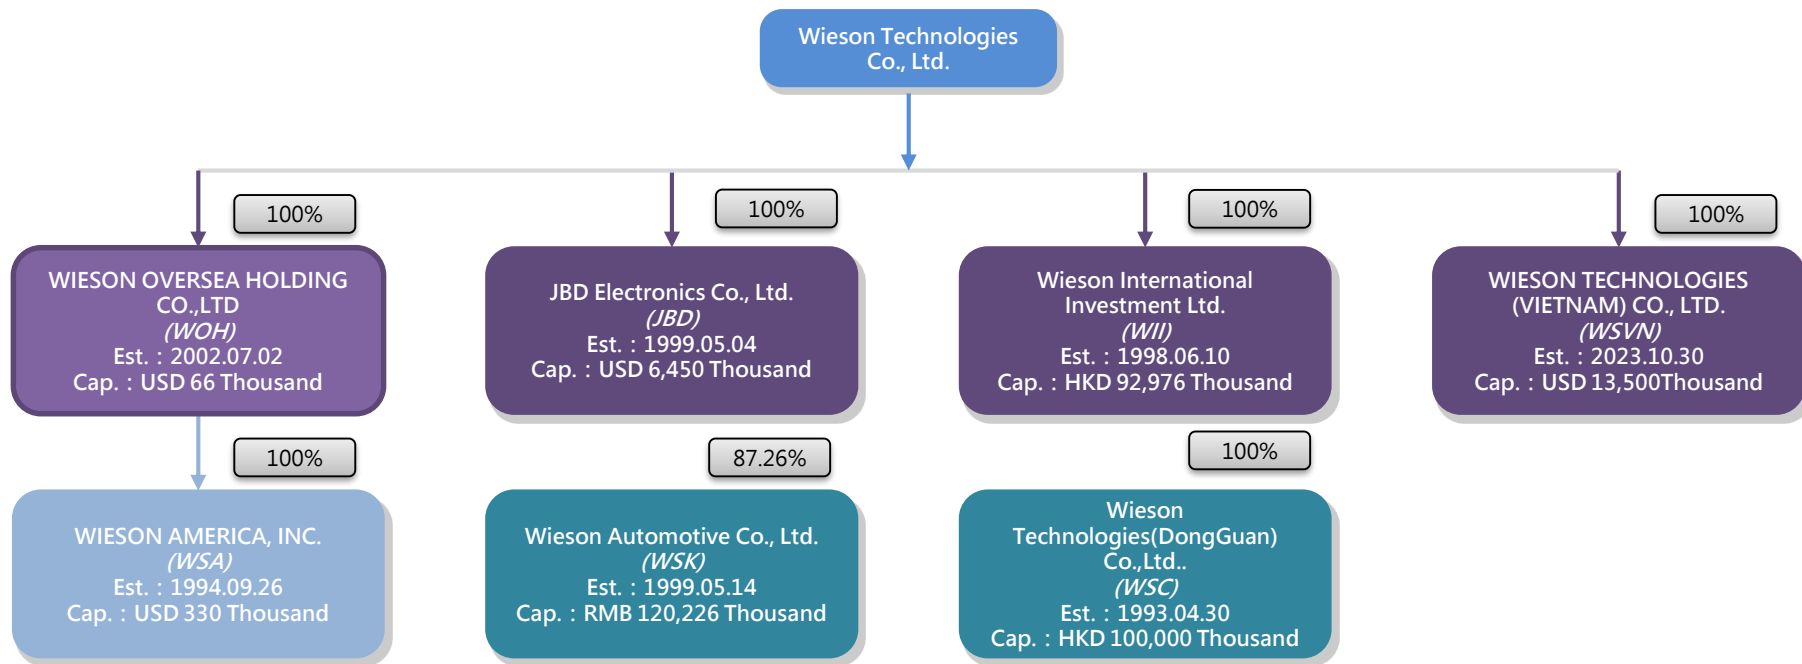 Wieson Technologies
Co., Ltd.
100%
100%
100%
100%
WIESON OVERSEA HOLDING
CO.,LTD
(WOH)
Est.：2002.07.02
Cap.：USD 66 Thousand
JBD Electronics Co., Ltd.
(JBD)
Est.：1999.05.04
Cap.：USD 6,450 Thousand
Wieson International
Investment Ltd.
(WII)
Est.：1998.06.10
Cap.：HKD 92,976 Thousand
WIESON TECHNOLOGIES
(VIETNAM) CO., LTD.
(WSVN)
Est.：2023.10.30
Cap.：USD 13,500Thousand
100%
87.26%
100%
WIESON AMERICA, INC.
(WSA)
Est.：1994.09.26
Cap.：USD 330 Thousand
Wieson Automotive Co., Ltd.
(WSK)
Est.：1999.05.14
Cap.：RMB 120,226 Thousand
Wieson
Technologies(DongGuan)
Co.,Ltd..
(WSC)
Est.：1993.04.30
Cap.：HKD 100,000 Thousand